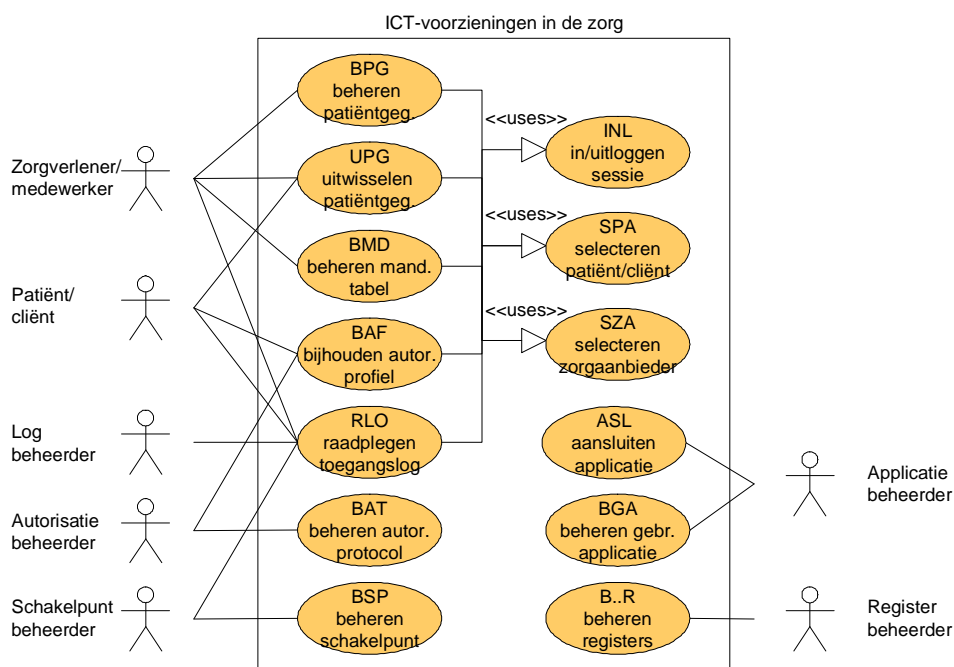 ICT-voorzieningen in de zorg
BPG
beheren
patiëntgeg.
<<uses>>
INL
in/uitloggen
sessie
Zorgverlener/
medewerker
UPG
uitwisselen
patiëntgeg.
<<uses>>
SPA
selecteren
patiënt/cliënt
BMD
beheren mand.
tabel
Patiënt/
cliënt
<<uses>>
SZA
selecteren
zorgaanbieder
BAF
bijhouden autor.
profiel
Log
beheerder
RLO
raadplegen
toegangslog
ASL
aansluiten
applicatie
Applicatie
beheerder
Autorisatie
beheerder
BAT
beheren autor.
protocol
BGA
beheren gebr.
applicatie
Schakelpunt
beheerder
BSP
beheren
schakelpunt
B..R
beheren
registers
Register
beheerder